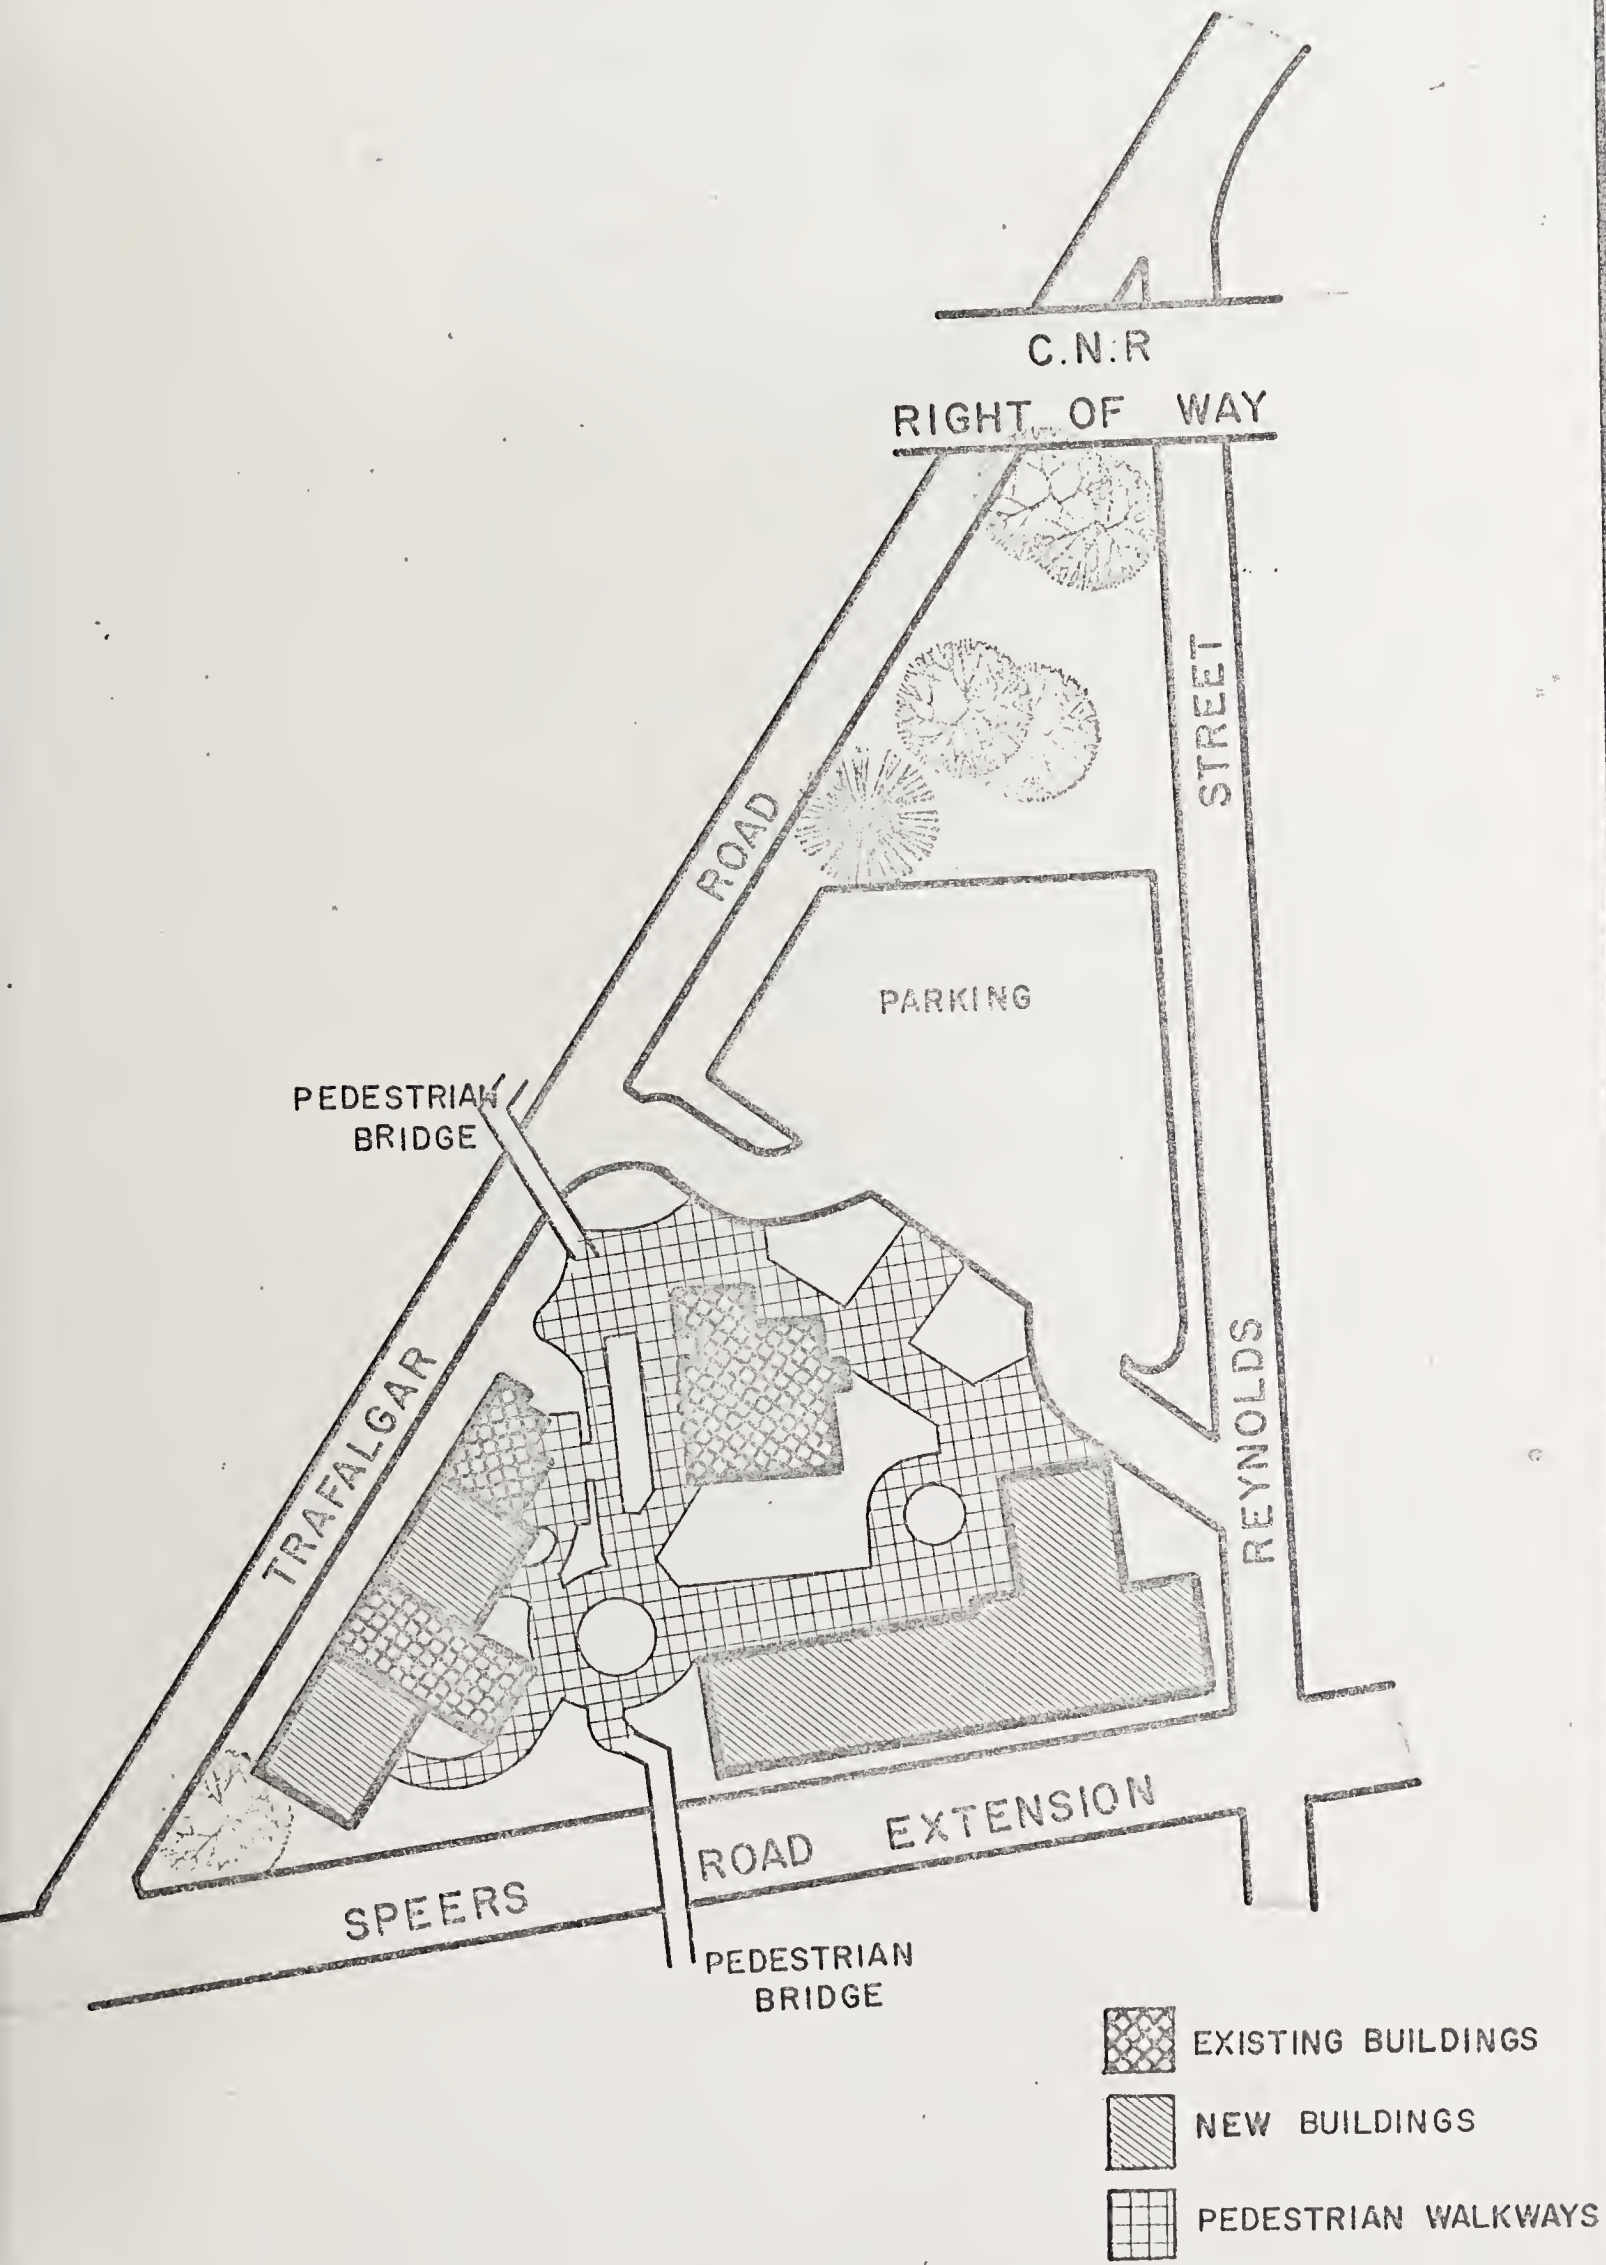 C.N.R
RIGHT OF WAY
STREET
ROAD
PARKING
PEDESTRIAN
BRIDGE
TRAFALGAR
REYNOLDS
ROAD EXTENSION
SPEERS
PEDESTRIAN
BRIDGE
EXISTING BUILDINGS
NEW BUILDINGS
PEDESTRIAN WALKWAYS